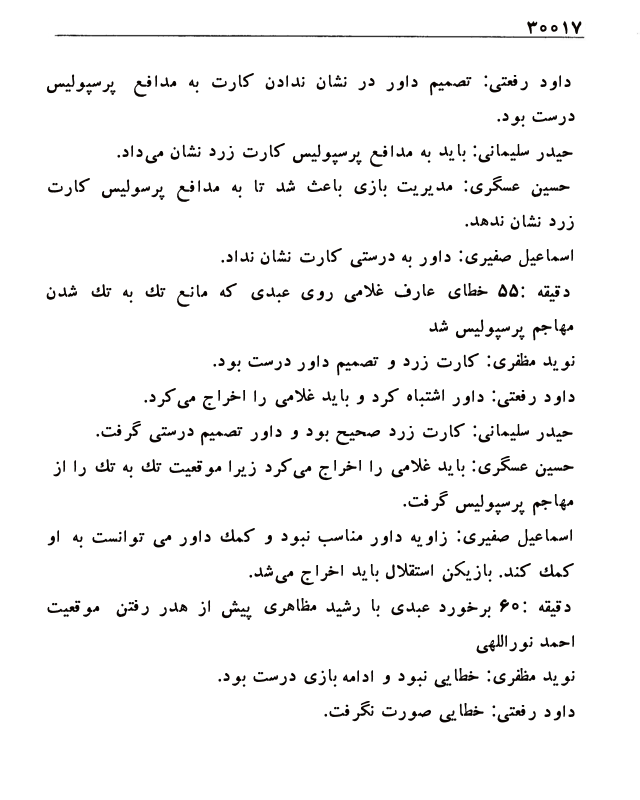 ۳۰۰۱۷
داود رفعتی: تصمیم داور در نشان ندادن کارت به مدافع پرسپولیس
درست بود.
حیدر سلیمانی: باید به مدافع پرسپولیس کارت زرد نشان می‌داد.
حسین عسگری: مدیریت بازی باعث شد تا به مدافع پرسولیس کارت
زرد نشان ندهد.
اسماعیل صفیری: داور به درستی کارت نشان نداد.
دقیقه :۵۵ خطای عارف غلامی روی عبدی که مانع تك به تك شدن
مهاجم پرسپولیس شد
نوید مظفری: کارت زرد و تصمیم داور درست بود.
داود رفعتی: داور اشتباه کرد و باید غلامی را اخراج می‌کرد.
حیدر سلیمانی: کارت زرد صحیح بود و داور تصمیم درستی گرفت.
حسین عسگری: باید غلامی را اخراج می‌کرد زیرا موقعیت تك به تك را از
مهاجم پرسپولیس گرفت.
اسماعیل صفیری: زاویه داور مناسب نبود و کمك داور می توانست به او
کمك کند. بازیکن استقلال باید اخراج می‌شد.
دقیقه :۶۰ برخورد عبدی با رشید مظاهری پیش از هدر رفتن موقعیت
احمد نوراللهی
نوید مظفری: خطایی نبود و ادامه بازی درست بود.
داود رفعتی: خطایی صورت نگرفت.